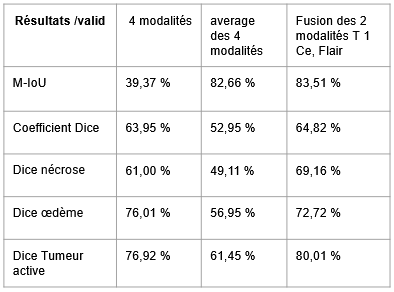 Résultats /valid
4 modalités
average
des 4
modalités
Fusion des 2
modalités T 1
Ce, Flair
M-IoU
39,37 %
82,66 %
83,51 %
Coefficient Dice
63,95 %
52,95 %
64,82 %
Dice nécrose
61,00 %
49,11 %
69,16 %
Dice œdème
76,01 %
56,95 %
72,72 %
Dice Tumeur
active
76,92 %
61,45 %
80,01 %